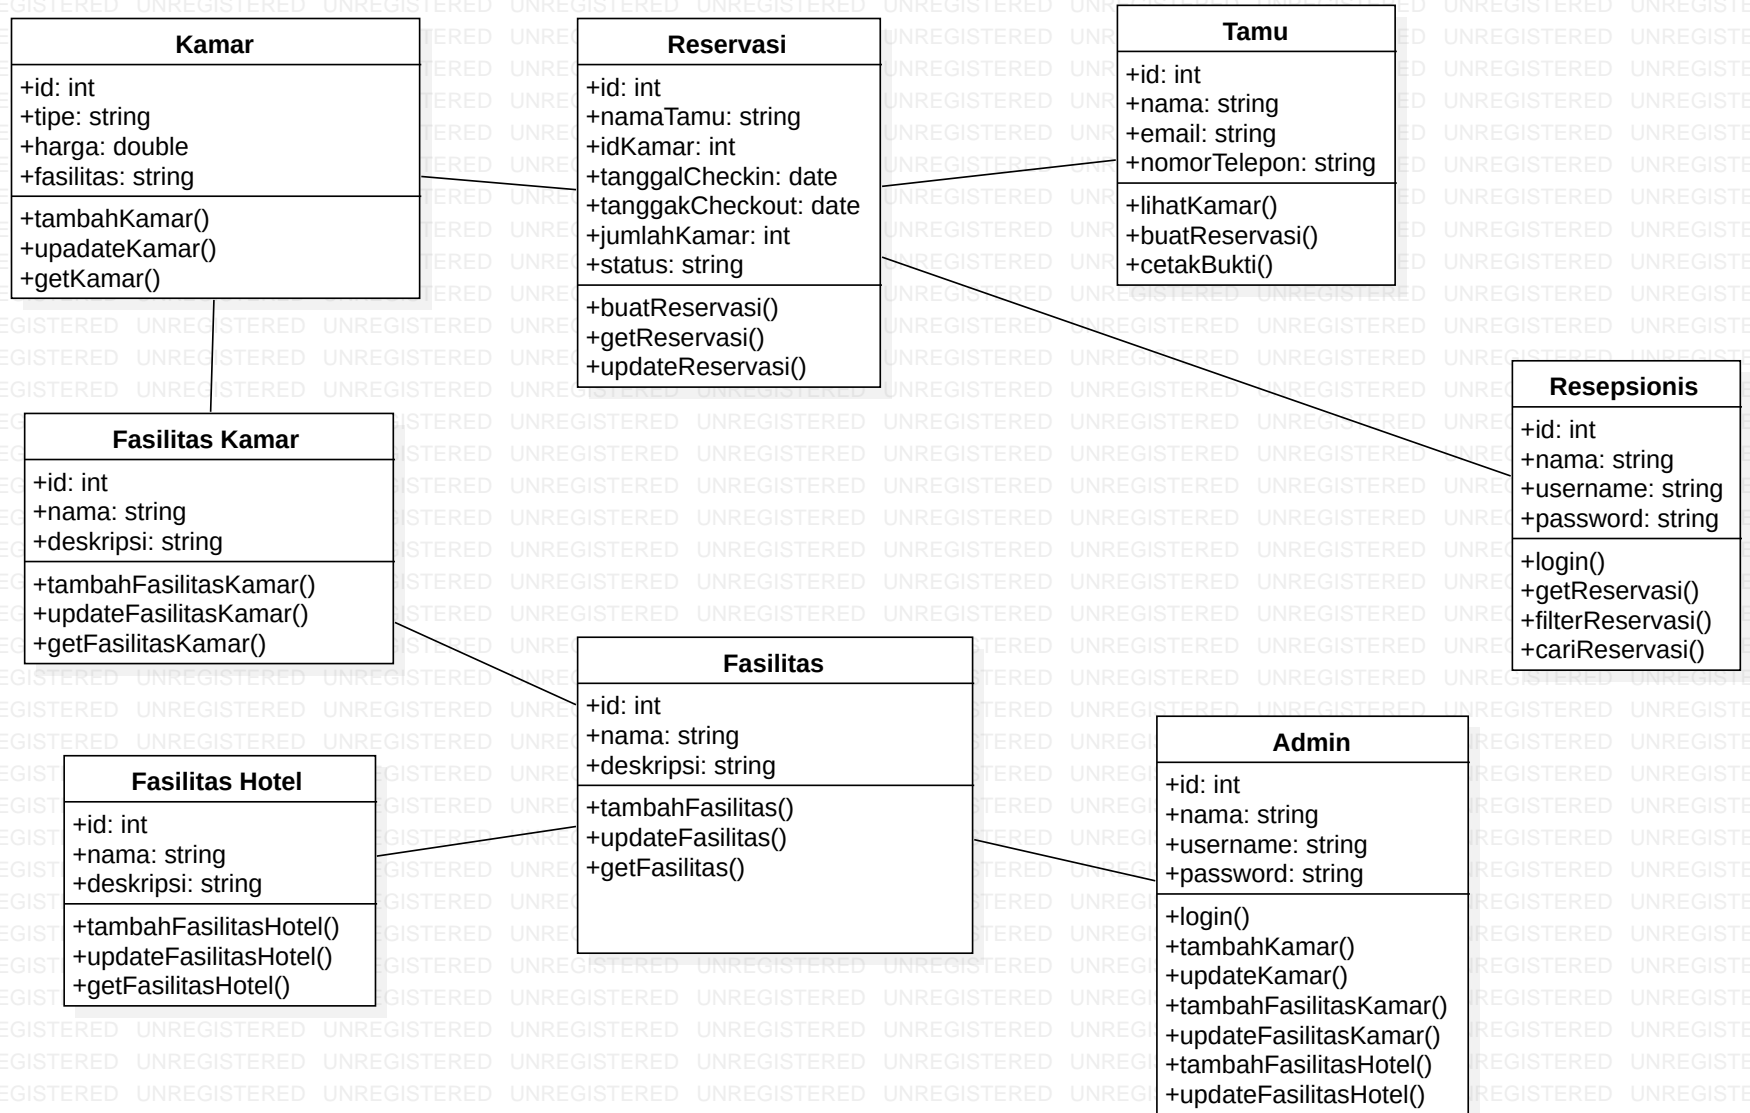 Kamar
+id: int
+tipe: string
+harga: double
+fasilitas: string
+tambahKamar()
+upadateKamar()
+getKamar()
Reservasi
+id: int
+namaTamu: string
+idKamar: int
+tanggalCheckin: date
+tanggakCheckout: date
+jumlahKamar: int
+status: string
+buatReservasi()
+getReservasi()
+updateReservasi()
Tamu
+id: int
+nama: string
+email: string
+nomorTelepon: string
+lihatKamar()
+buatReservasi()
+cetakBukti()
Resepsionis
+id: int
+nama: string
+username: string
+password: string
+login()
+getReservasi()
+filterReservasi()
+cariReservasi()
Fasilitas Kamar
+id: int
+nama: string
+deskripsi: string
+tambahFasilitasKamar()
+updateFasilitasKamar()
+getFasilitasKamar()
Fasilitas
+id: int
+nama: string
+deskripsi: string
+tambahFasilitas()
+updateFasilitas()
+getFasilitas()
Fasilitas Hotel
+id: int
+nama: string
+deskripsi: string
+tambahFasilitasHotel()
+updateFasilitasHotel()
+getFasilitasHotel()
Admin
+id: int
+nama: string
+username: string
+password: string
+login()
+tambahKamar()
+updateKamar()
+tambahFasilitasKamar()
+updateFasilitasKamar()
+tambahFasilitasHotel()
+updateFasilitasHotel()
UNREGISTERED